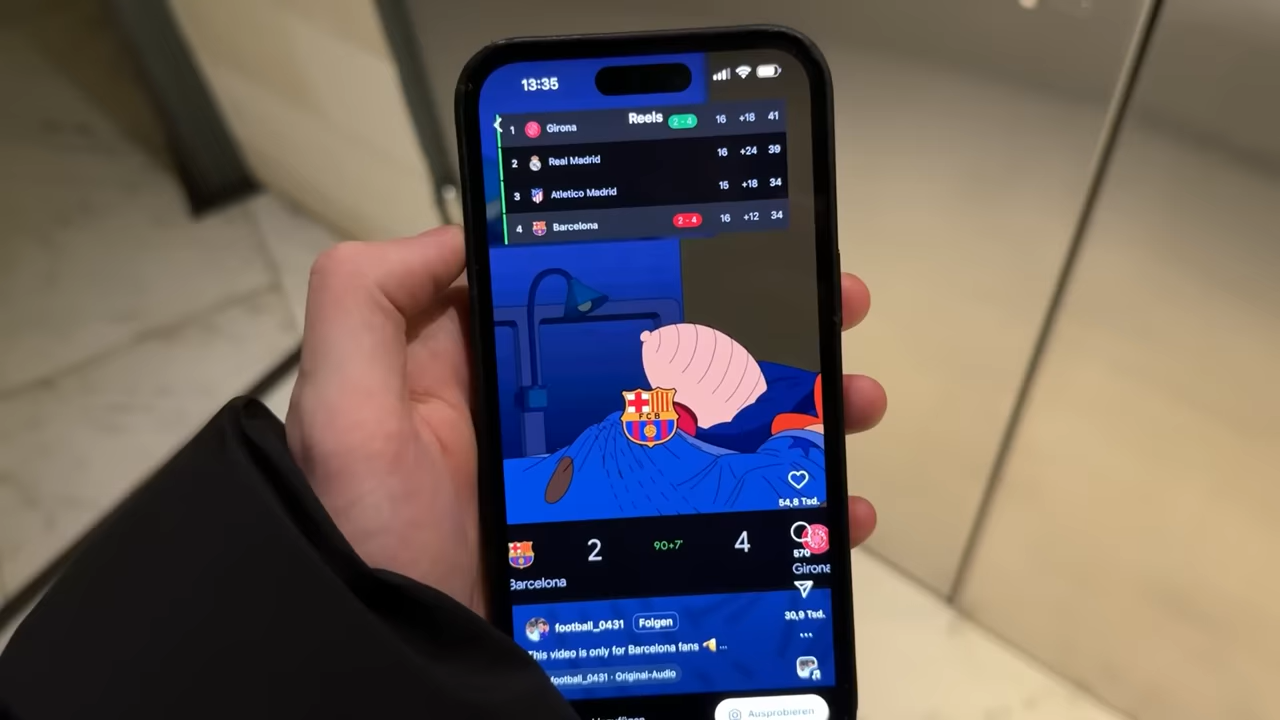 13:35
Reels
1 Girona 2 - 4 16 +18 41
2 Real Madrid 16 +24 39
3 Atletico Madrid 15 +18 34
4 Barcelona 2 - 4 16 +12 34
FCB
54,8 Tsd.
2 90+7' 4
570
Barcelona Girona
30,9 Tsd.
football_0431 Folgen
This video is only for Barcelona fans ...
football_0431 · Original-Audio
Ausprobieren